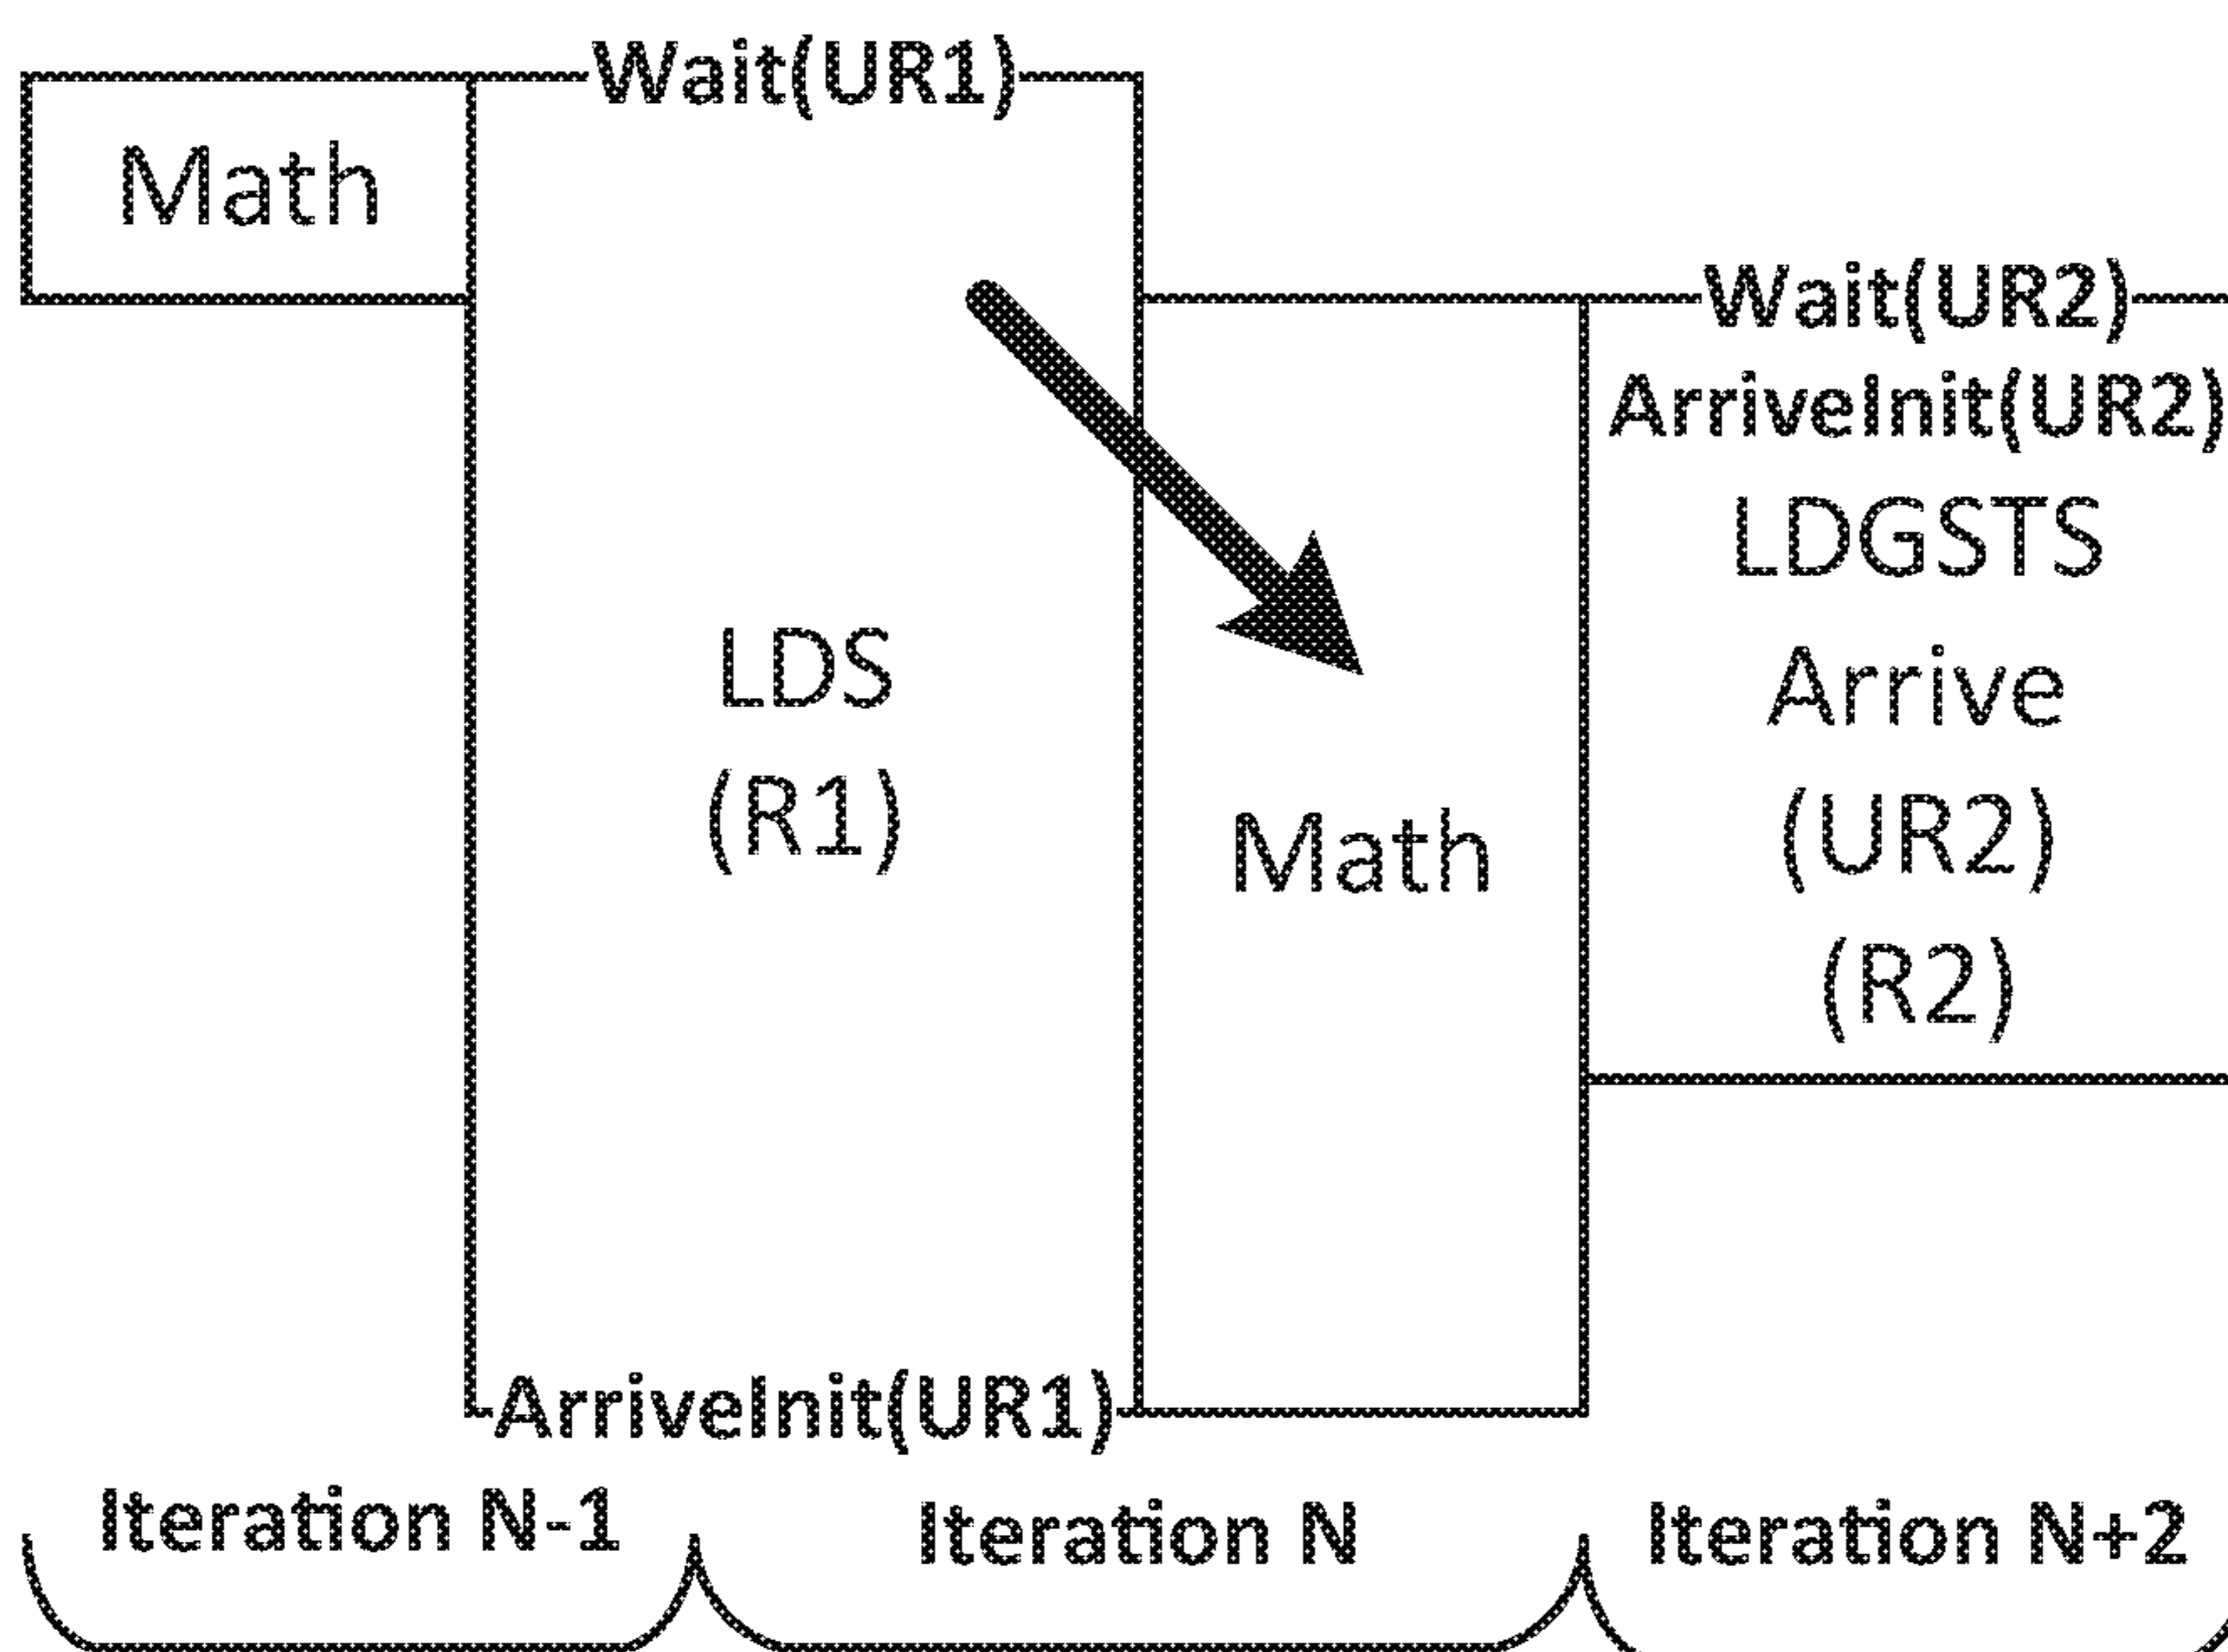 Wait(UR1)
Math
LDS
(R1)
ArriveInit(UR1)
Math
Wait(UR2)
ArriveInit(UR2)
LDGSTS
Arrive
(UR2)
(R2)
Iteration N-1
Iteration N
Iteration N+2